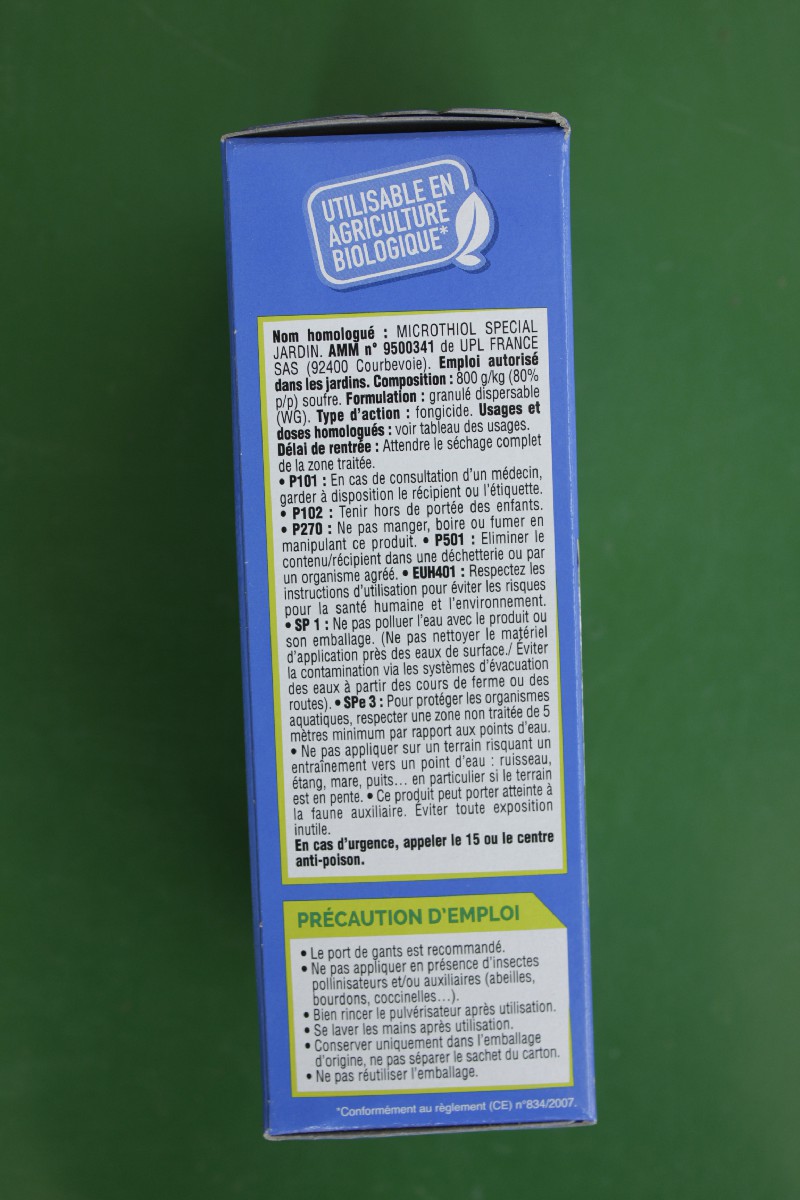 UTILISABLE EN
AGRICULTURE
BIOLOGIQUE*
Nom homologué : MICROTHIOL SPECIAL
JARDIN. AMM n° 9500341 de UPL FRANCE
SAS (92400 Courbevoie). Emploi autorisé
dans les jardins. Composition : 800 g/kg (80%
p/p) soufre. Formulation : granulé dispersable
(WG). Type d'action : fongicide. Usages et
doses homologués : voir tableau des usages.
Délai de rentrée : Attendre le séchage complet
de la zone traitée.
• P101 : En cas de consultation d'un médecin,
garder à disposition le récipient ou l'étiquette.
• P102 : Tenir hors de portée des enfants.
• P270 : Ne pas manger, boire ou fumer en
manipulant ce produit. • P501 : Eliminer le
contenu/récipient dans une déchetterie ou par
un organisme agréé. • EUH401 : Respectez les
instructions d'utilisation pour éviter les risques
pour la santé humaine et l'environnement.
• SP 1 : Ne pas polluer l'eau avec le produit ou
son emballage. (Ne pas nettoyer le matériel
d'application près des eaux de surface./ Éviter
la contamination via les systèmes d'évacuation
des eaux à partir des cours de ferme ou des
routes). • SPe 3 : Pour protéger les organismes
aquatiques, respecter une zone non traitée de 5
mètres minimum par rapport aux points d'eau.
• Ne pas appliquer sur un terrain risquant un
entraînement vers un point d'eau : ruisseau,
étang, mare, puits... en particulier si le terrain
est en pente. • Ce produit peut porter atteinte à
la faune auxiliaire. Éviter toute exposition
inutile.
En cas d'urgence, appeler le 15 ou le centre
anti-poison.
PRÉCAUTION D'EMPLOI
• Le port de gants est recommandé.
• Ne pas appliquer en présence d'insectes
pollinisateurs et/ou auxiliaires (abeilles,
bourdons, coccinelles...).
• Bien rincer le pulvérisateur après utilisation.
• Se laver les mains après utilisation.
• Conserver uniquement dans l'emballage
d'origine, ne pas séparer le sachet du carton.
• Ne pas réutiliser l'emballage.
*Conformément au règlement (CE) n°834/2007.